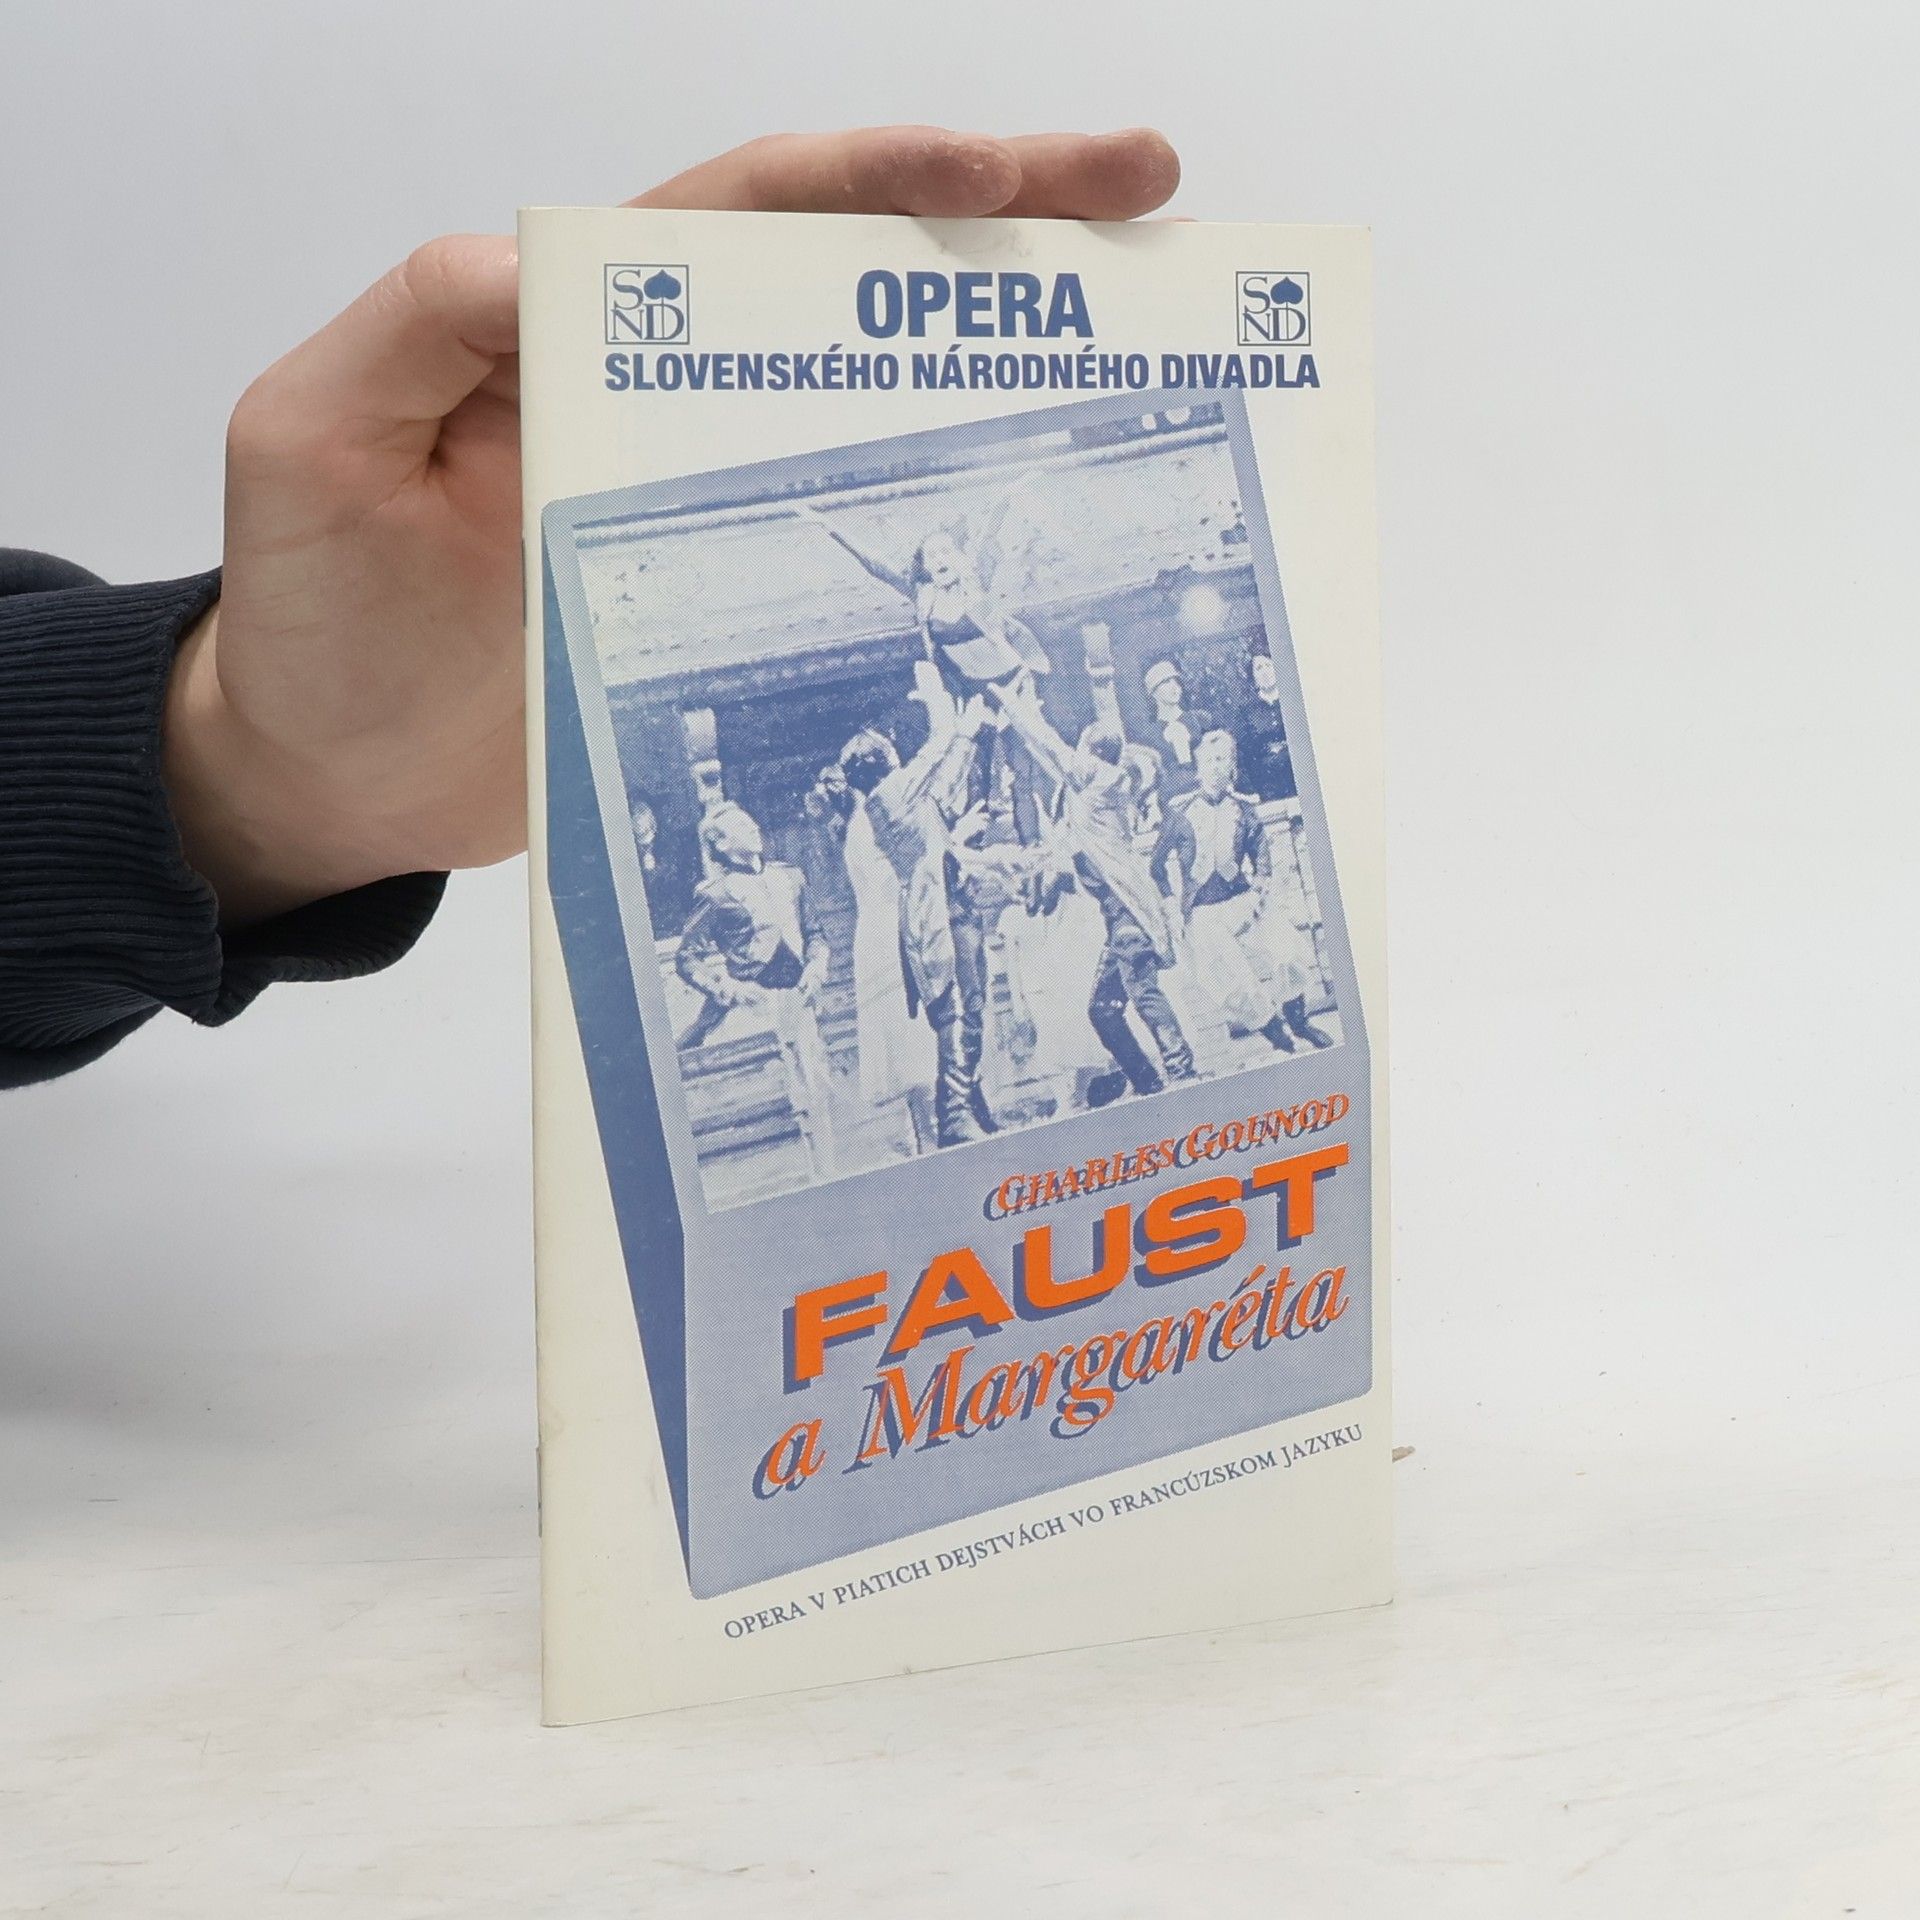 SND
OPERA
SND
SLOVENSKÉHO NÁRODNÉHO DIVADLA
CHARLES GOUNOD
FAUST
a Margaréta
OPERA V PIATICH DEJSTVÁCH VO FRANCÚZSKOM JAZYKU